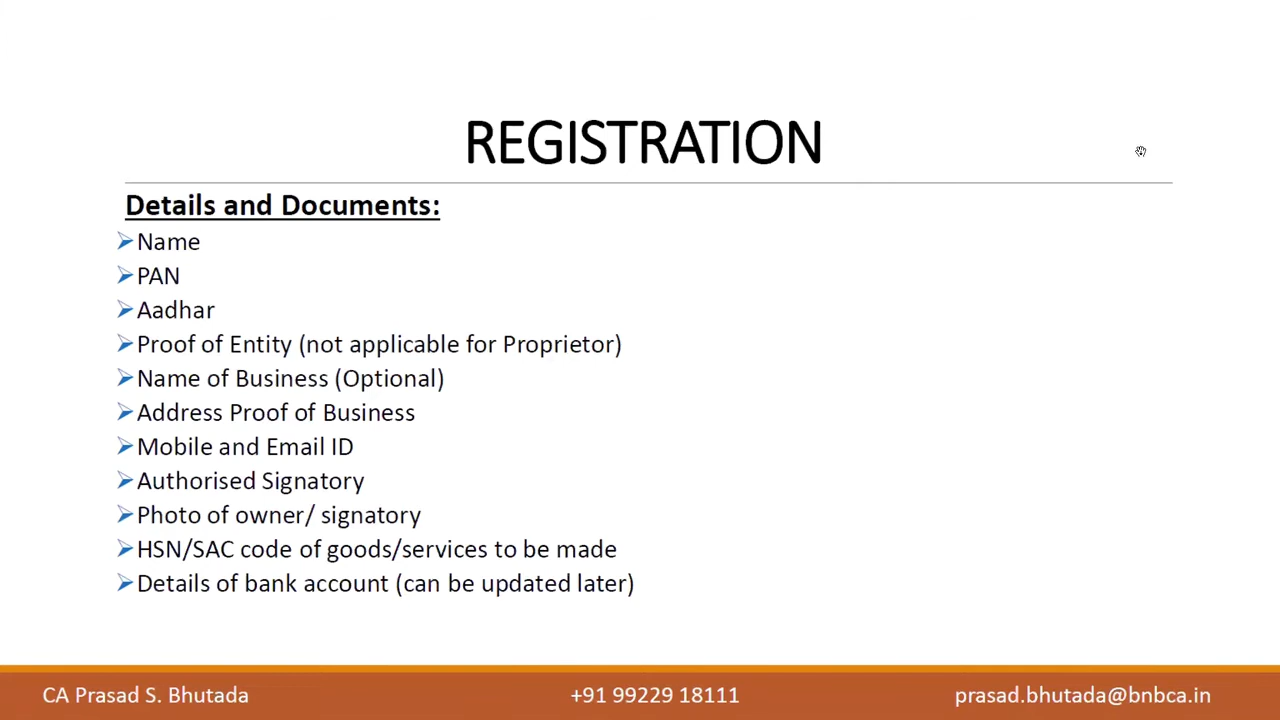 REGISTRATION
Details and Documents:
Name
PAN
Aadhar
Proof of Entity (not applicable for Proprietor)
Name of Business (Optional)
Address Proof of Business
Mobile and Email ID
Authorised Signatory
Photo of owner/ signatory
HSN/SAC code of goods/services to be made
Details of bank account (can be updated later)
CA Prasad S. Bhutada +91 99229 18111 prasad.bhutada@bnbca.in